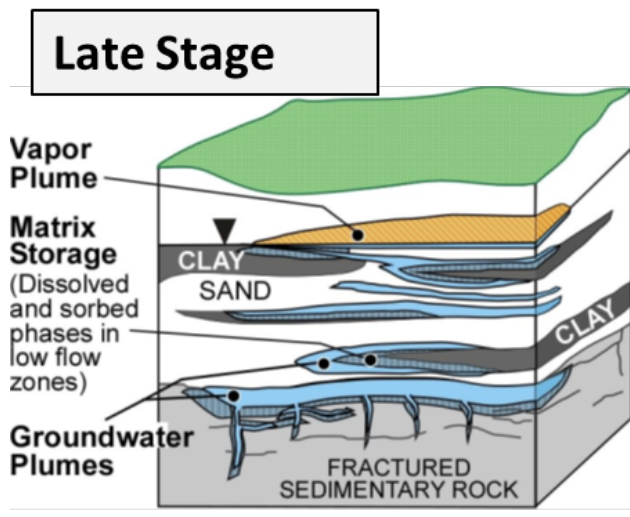 Late Stage
Vapor
Plume
Matrix
Storage
(Dissolved
and sorbed
phases in
low flow
zones)
Groundwater
Plumes
CLAY
SAND
CLAY
FRACTURED
SEDIMENTARY ROCK